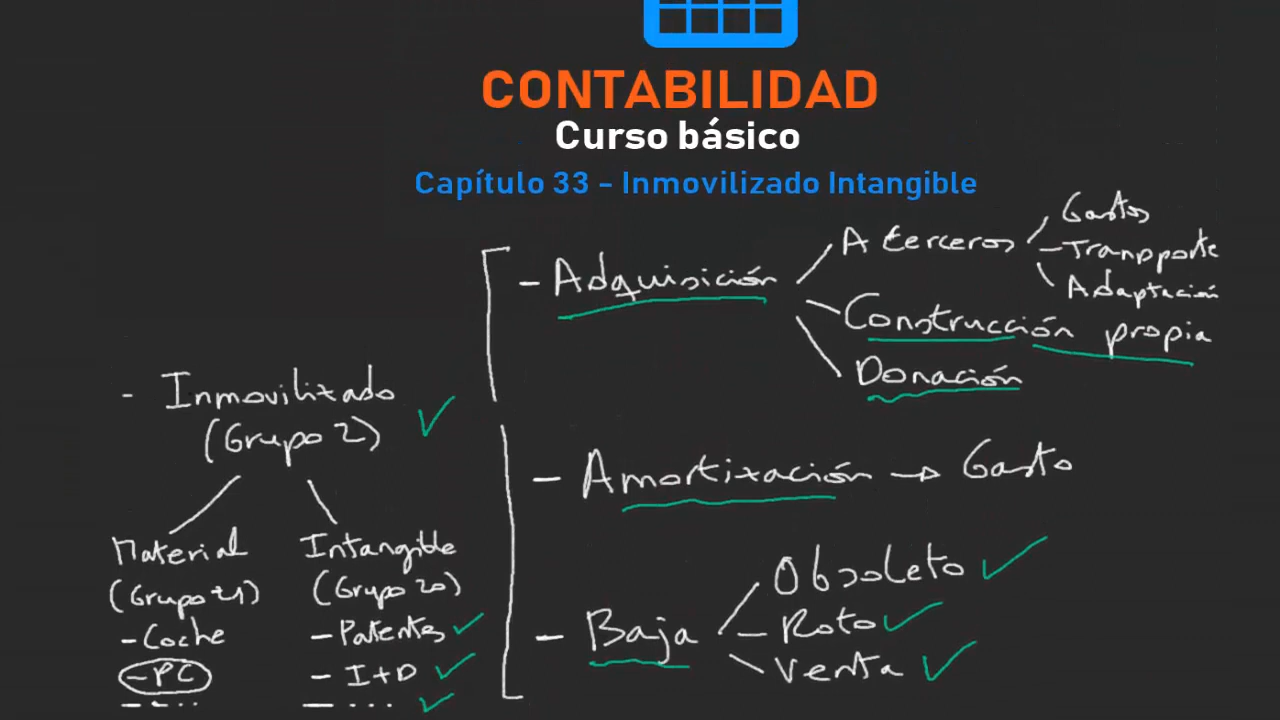 CONTABILIDAD
Curso básico
Capítulo 33 - Inmovilizado Intangible
- Inmovilizado
(Grupo 2)
Material
(Grupo 21)
- Coche
- PC
- ...
Intangible
(Grupo 20)
- Patentes
- I+D
- ...
- Adquisición
A terceros
Gastos
- Transporte
Adaptación
Construcción propia
Donación
- Amortización → Gasto
- Baja
Obsoleto
- Roto
Venta